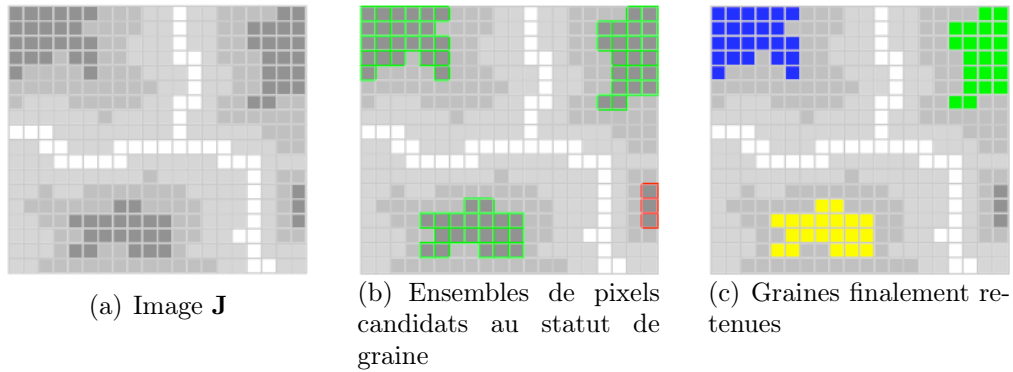 (a) Image J
(b) Ensembles de pixels
candidats au statut de
graine
(c) Graines finalement re-
tenues